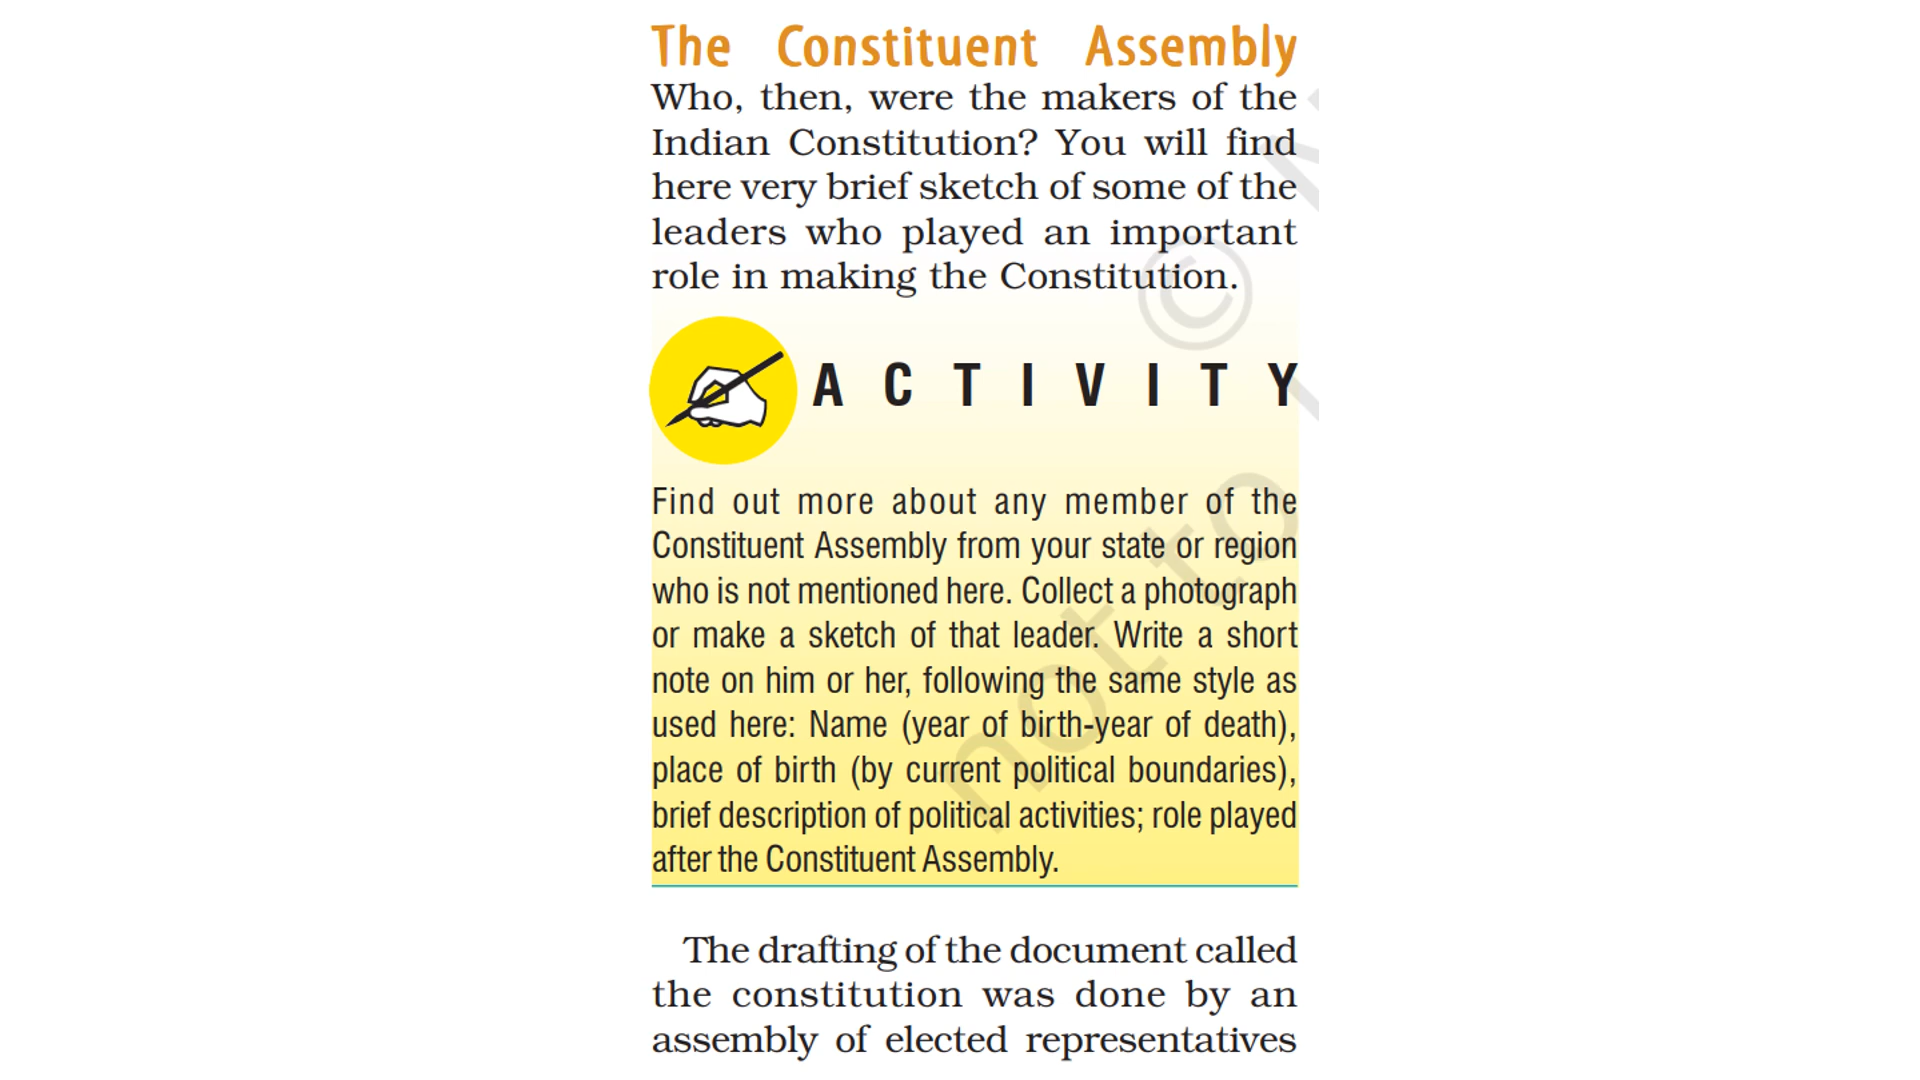 The Constituent Assembly
Who, then, were the makers of the
Indian Constitution? You will find
here very brief sketch of some of the
leaders who played an important
role in making the Constitution.
ACTIVITY
Find out more about any member of the
Constituent Assembly from your state or region
who is not mentioned here. Collect a photograph
or make a sketch of that leader. Write a short
note on him or her, following the same style as
used here: Name (year of birth-year of death),
place of birth (by current political boundaries),
brief description of political activities; role played
after the Constituent Assembly.
The drafting of the document called
the constitution was done by an
assembly of elected representatives
©
not to